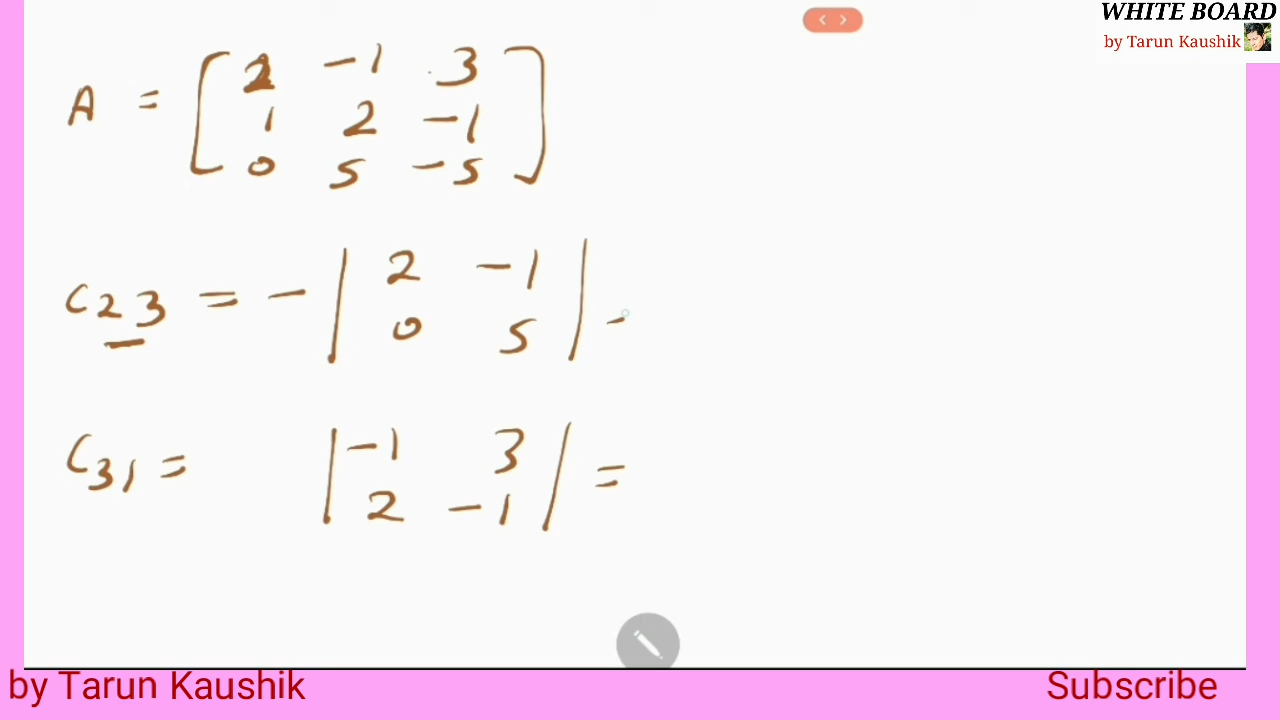 WHITE BOARD
by Tarun Kaushik
A = [ 2 -1 3
1 2 -1
0 5 -5 ]
C23 = - | 2 -1
0 5 | -
C31 = | -1 3
2 -1 | =
by Tarun Kaushik
Subscribe